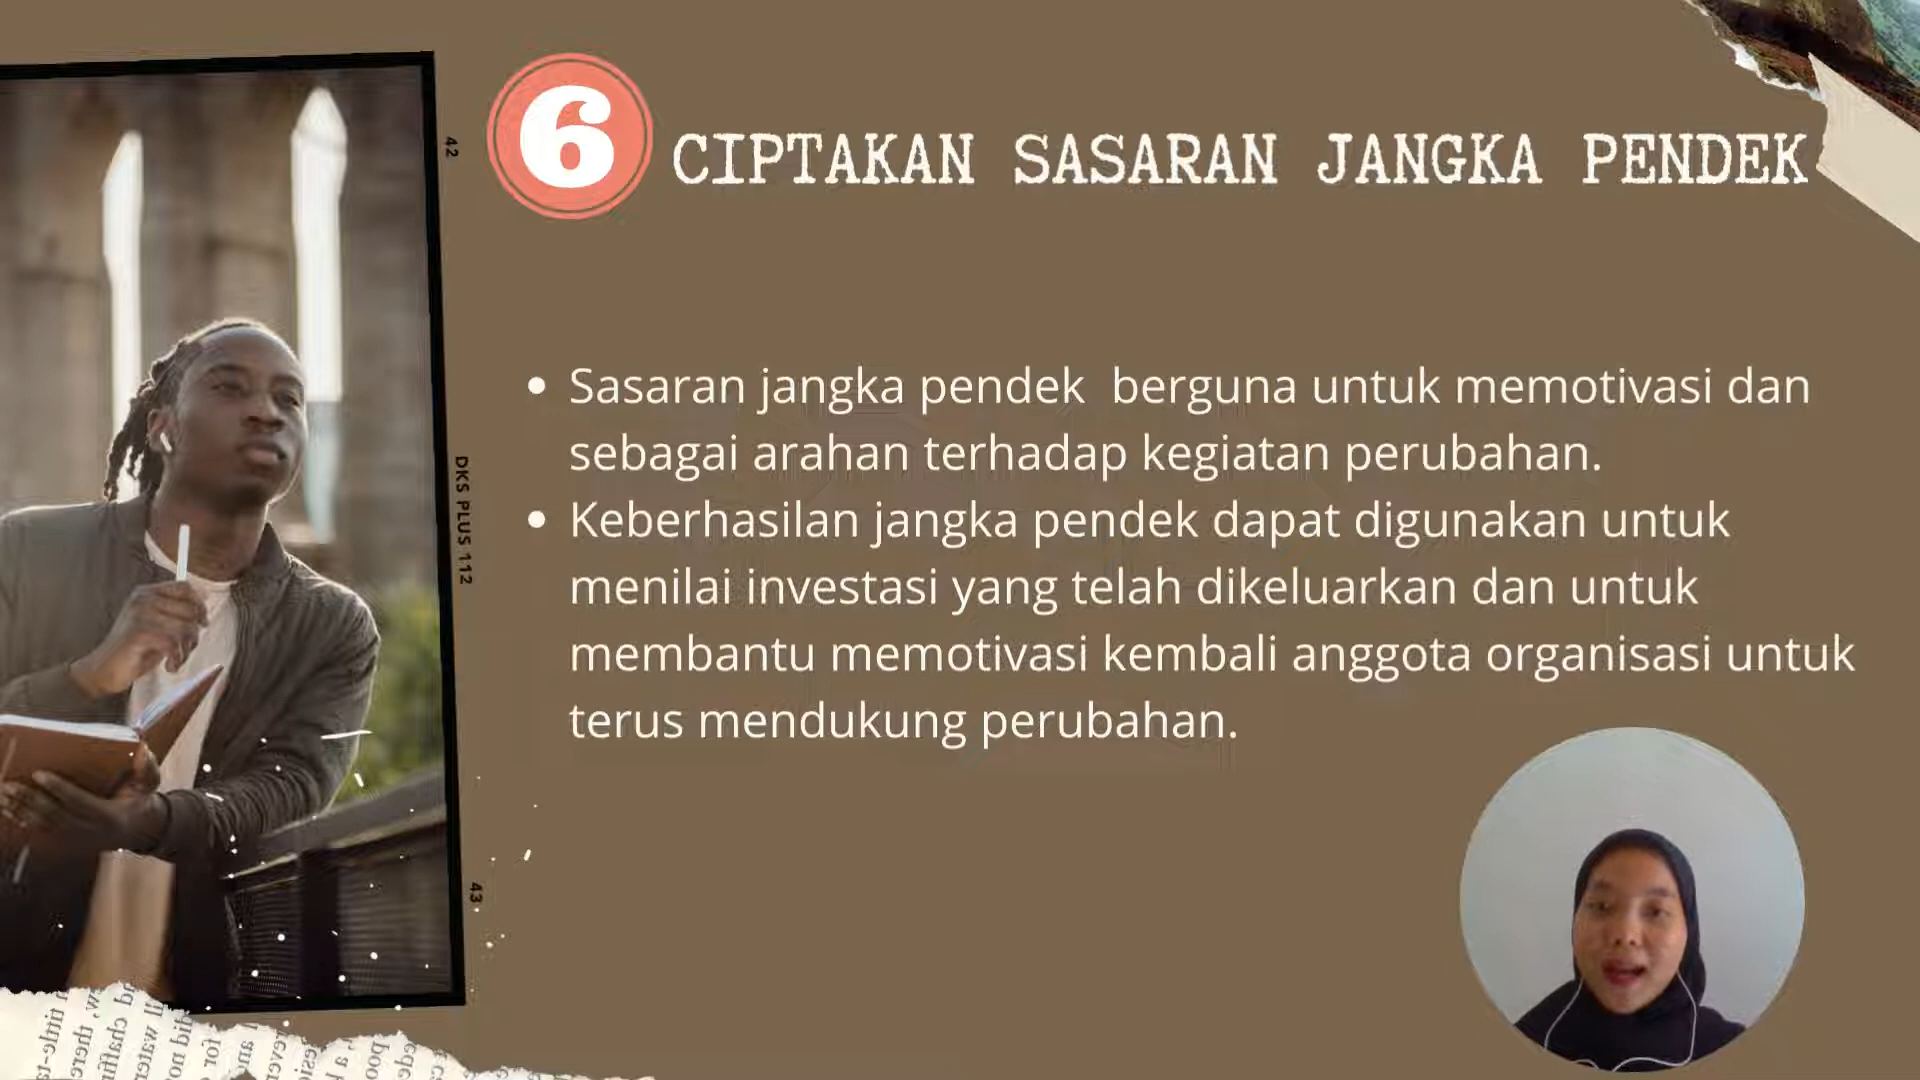 6
CIPTAKAN SASARAN JANGKA PENDEK
Sasaran jangka pendek berguna untuk memotivasi dan
sebagai arahan terhadap kegiatan perubahan.
Keberhasilan jangka pendek dapat digunakan untuk
menilai investasi yang telah dikeluarkan dan untuk
membantu memotivasi kembali anggota organisasi untuk
terus mendukung perubahan.
42
DKS PLUS 112
43